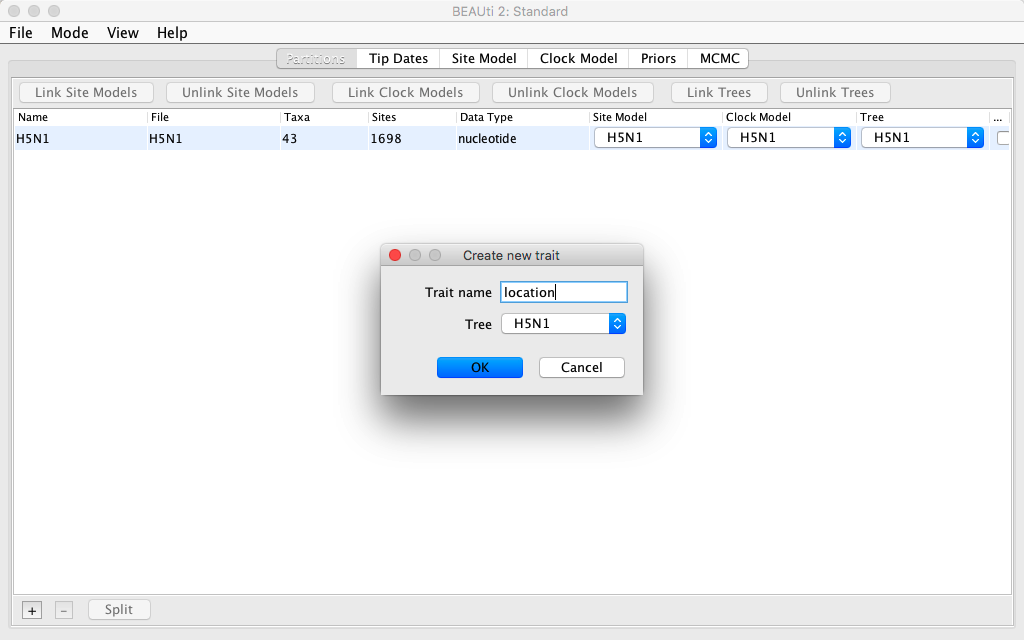 BEAUti 2: Standard
File Mode View Help
Partitions Tip Dates Site Model Clock Model Priors MCMC
Link Site Models Unlink Site Models Link Clock Models Unlink Clock Models Link Trees Unlink Trees
Name File Taxa Sites Data Type Site Model Clock Model Tree ...
H5N1 H5N1 43 1698 nucleotide H5N1 H5N1 H5N1
Create new trait
Trait name location
Tree H5N1
OK Cancel
+ - Split